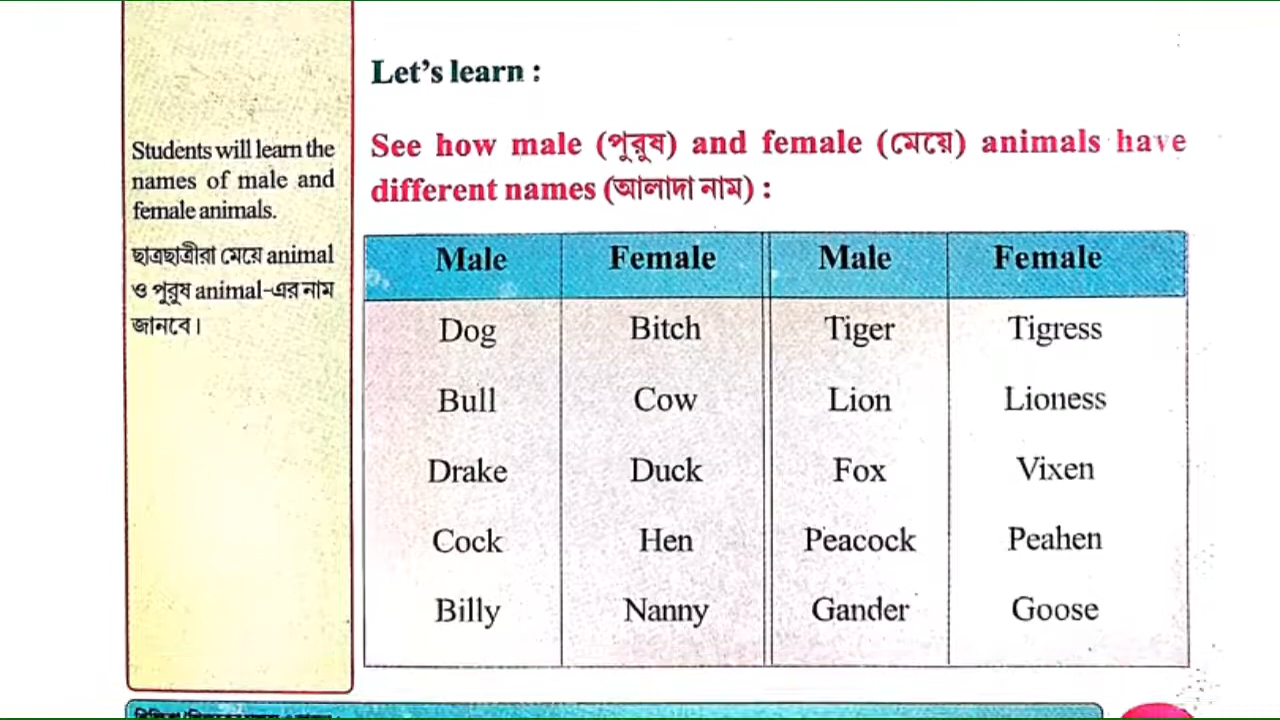 Students will learn the
names of male and
female animals.
ছাত্রছাত্রীরা মেয়ে animal
ও পুরুষ animal-এর নাম
জানবে।
Let's learn :
See how male (পুরুষ) and female (মেয়ে) animals have
different names (আলাদা নাম) :
Male Female Male Female
Dog Bitch Tiger Tigress
Bull Cow Lion Lioness
Drake Duck Fox Vixen
Cock Hen Peacock Peahen
Billy Nanny Gander Goose